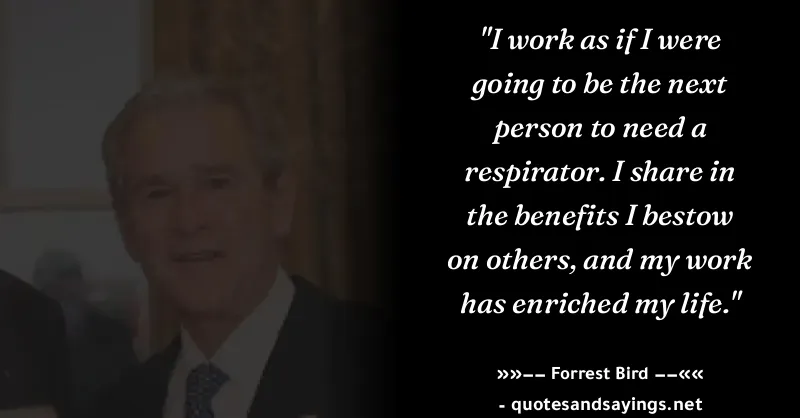 "I work as if I were
going to be the next
person to need a
respirator. I share in
the benefits I bestow
on others, and my work
has enriched my life."
»»−− Forrest Bird −−««
- quotesandsayings.net